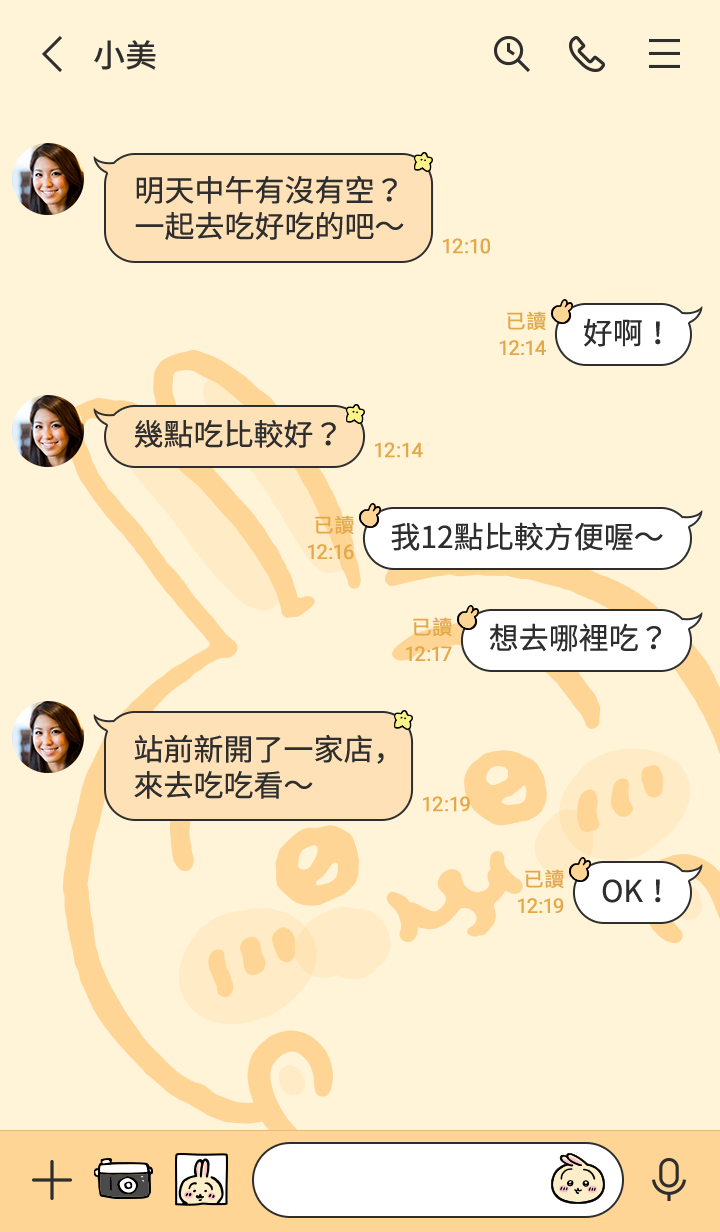 小美
明天中午有沒有空？
一起去吃好吃的吧～
12:10
已讀
12:14
好啊！
幾點吃比較好？
12:14
已讀
12:16
我12點比較方便喔～
已讀
12:17
想去哪裡吃？
站前新開了一家店，
來去吃吃看～
12:19
已讀
12:19
OK！